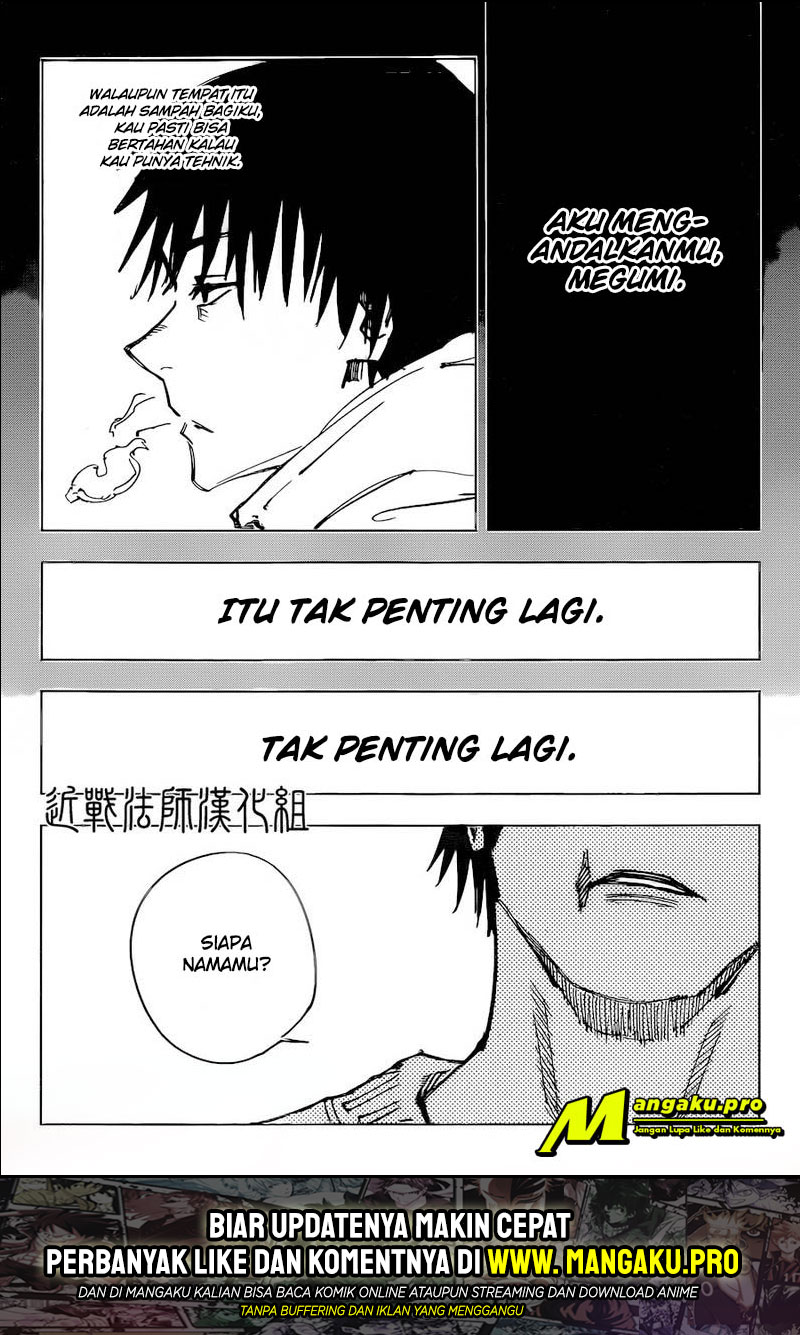 WALAUPUN TEMPAT ITU
ADALAH SAMPAH BAGIKU,
KAU PASTI BISA
BERTAHAN KALAU
KAU PUNYA TEHNIK.
AKU MENG-
ANDALKANMU,
MEGUMI.
ITU TAK PENTING LAGI.
TAK PENTING LAGI.
近戰法師漢化組
SIAPA
NAMAMU?
Mangaku.pro
Jangan Lupa Like dan Komennya
BIAR UPDATENYA MAKIN CEPAT
PERBANYAK LIKE DAN KOMENTNYA DI WWW. MANGAKU.PRO
DAN DI MANGAKU KALIAN BISA BACA KOMIK ONLINE ATAUPUN STREAMING DAN DOWNLOAD ANIME
TANPA BUFFERING DAN IKLAN YANG MENGGANGU